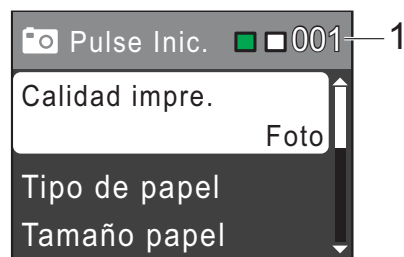 Pulse Inic. 001 1
Calidad impre.
Foto
Tipo de papel
Tamaño papel